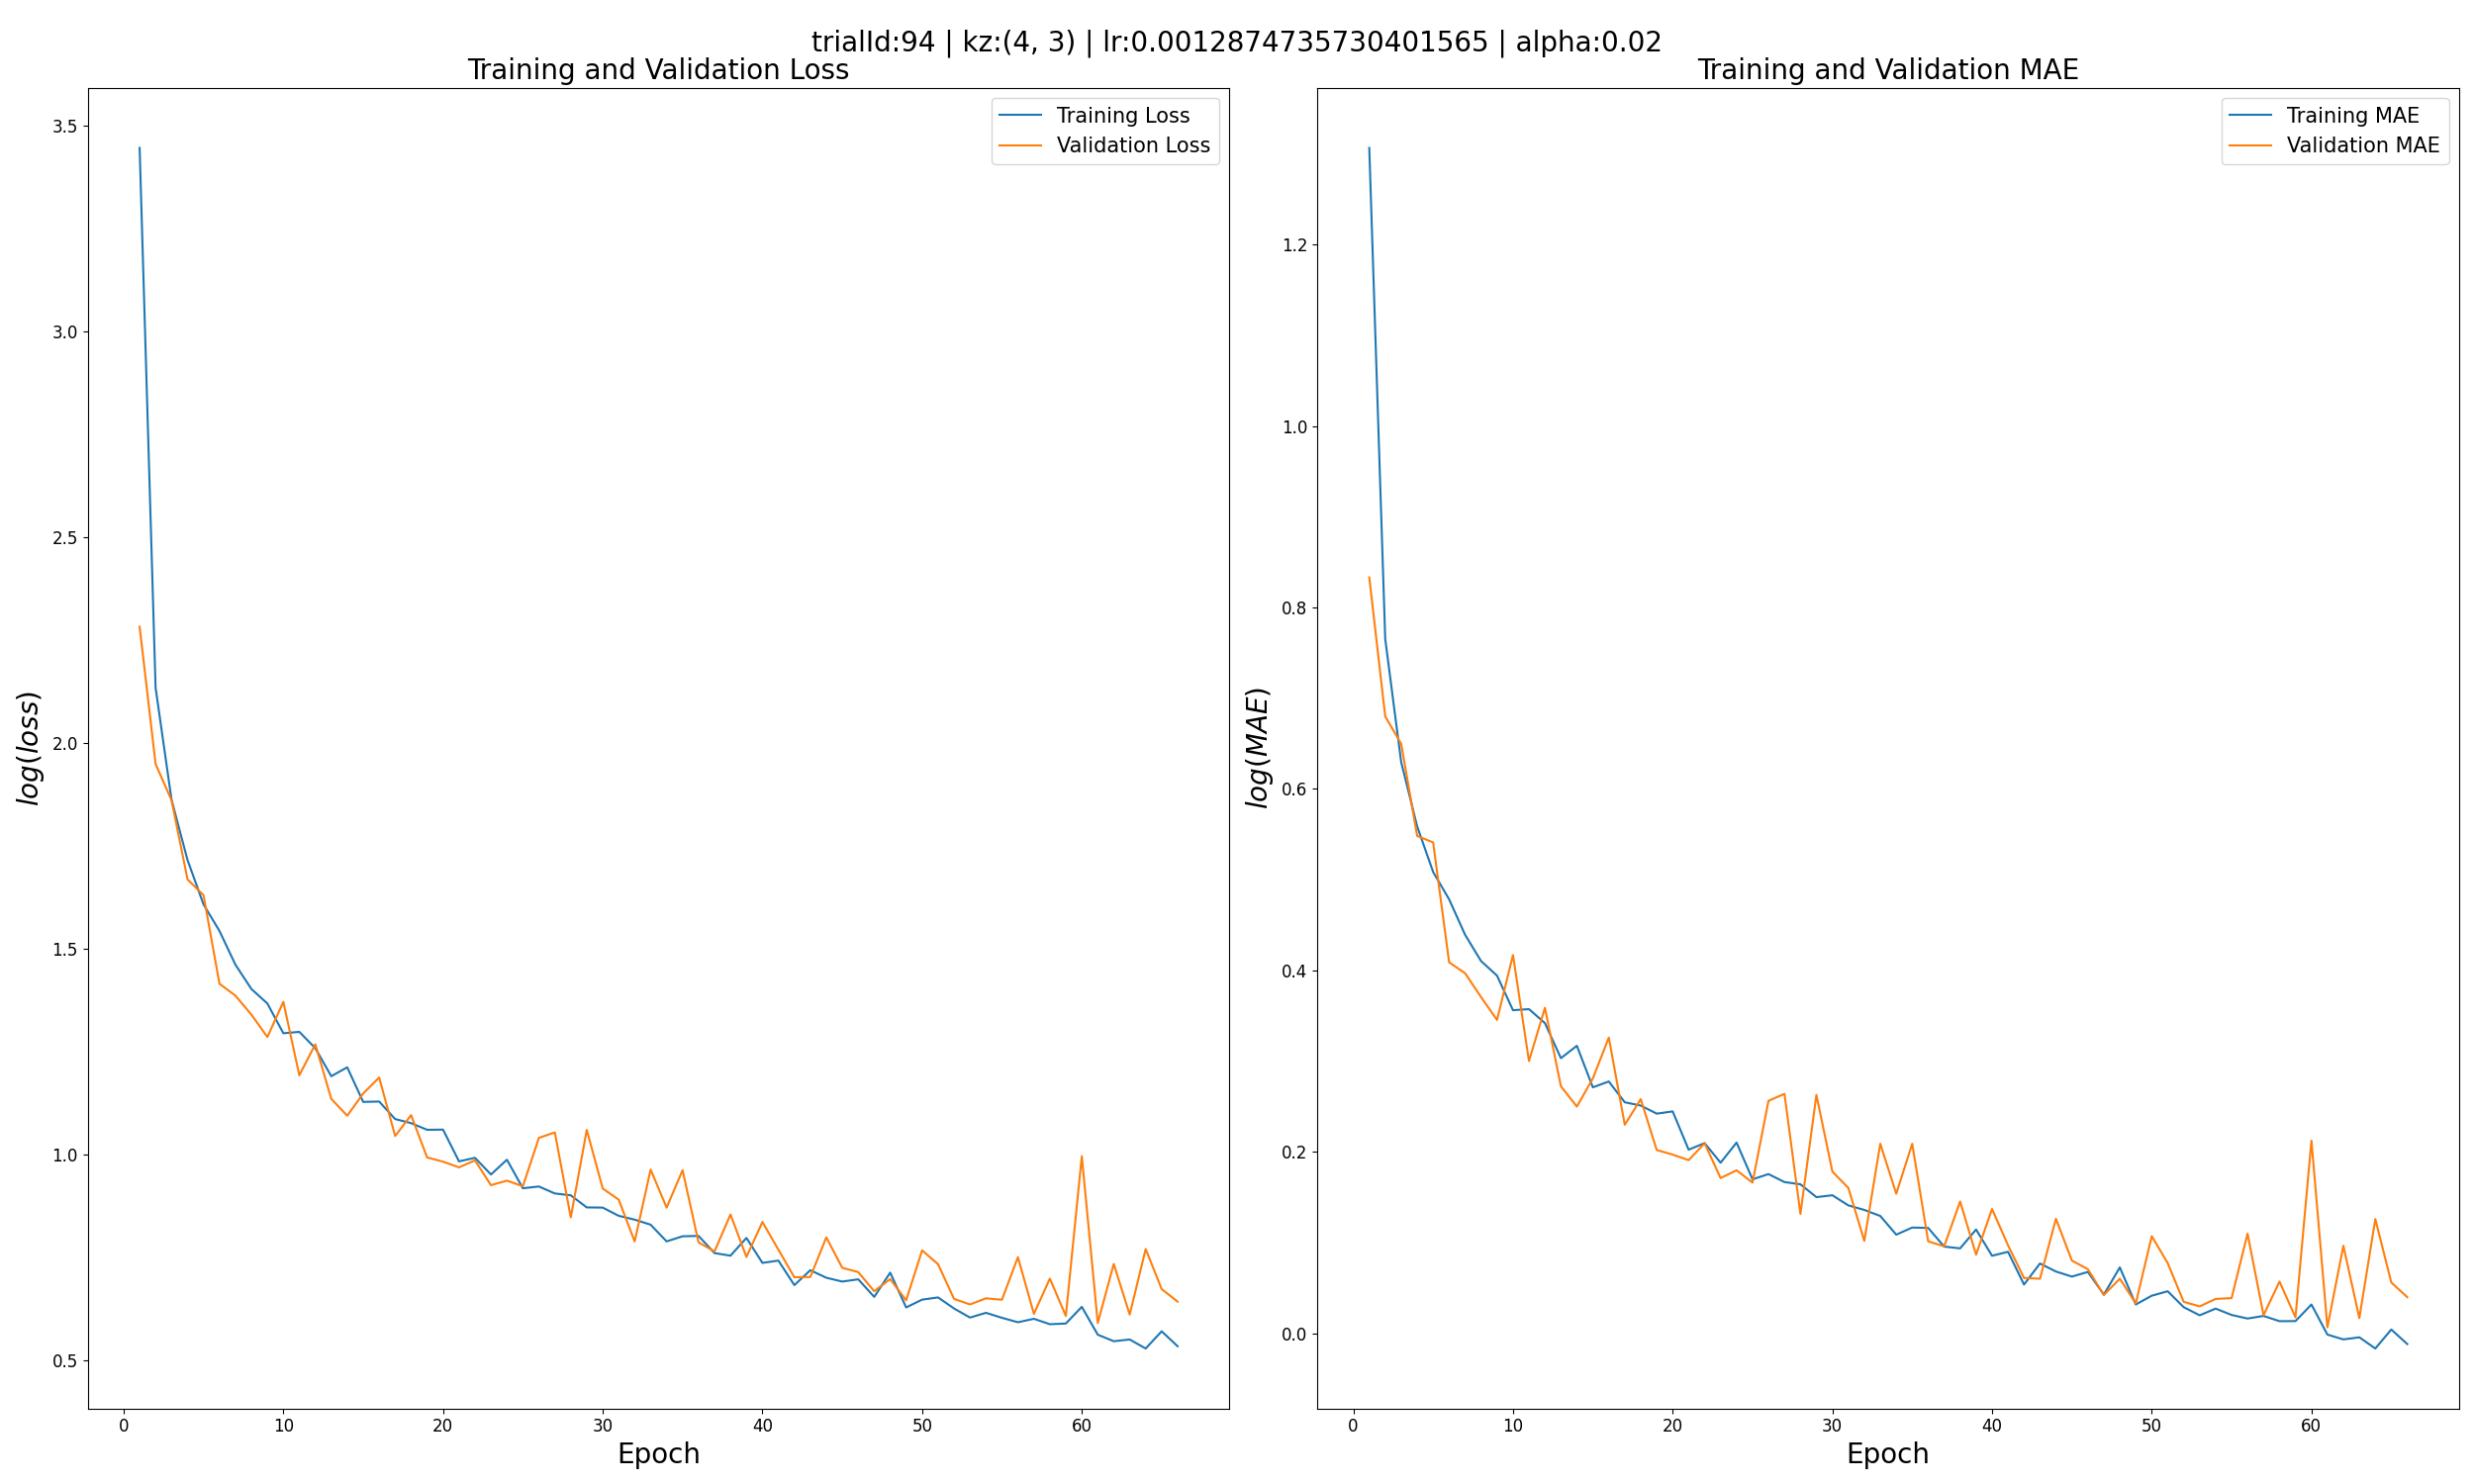 trialId:94 | kz:(4, 3) | lr:0.0012874735730401565 | alpha:0.02
Training and Validation Loss
Training Loss
Validation Loss
3.5
3.0
2.5
2.0
1.5
1.0
0.5
log(loss)
0 10 20 30 40 50 60
Epoch
Training and Validation MAE
Training MAE
Validation MAE
1.2
1.0
0.8
0.6
0.4
0.2
0.0
log(MAE)
0 10 20 30 40 50 60
Epoch